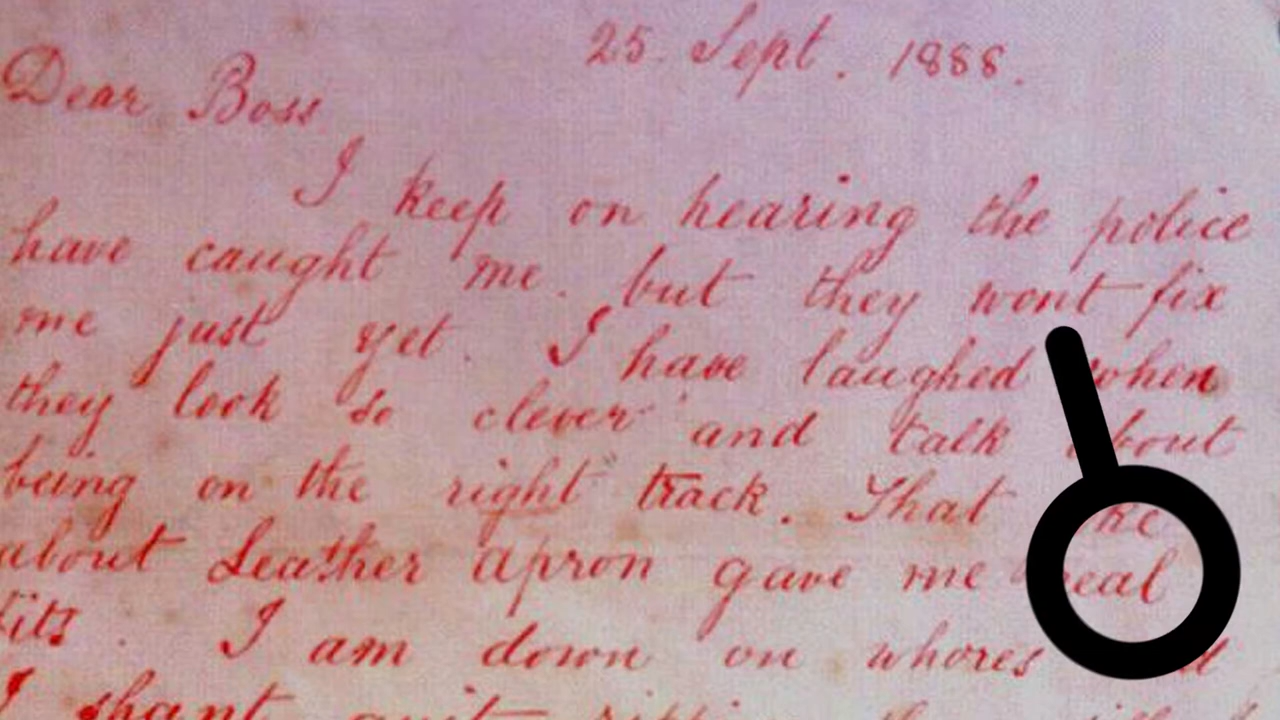 25. Sept. 1888.
Dear Boss
I keep on hearing the police
have caught me. but they wont fix
me just yet. I have laughed when
they look so clever and talk about
being on the right track. That
about Leather Apron gave me real
fits. I am down on whores
I shant quit